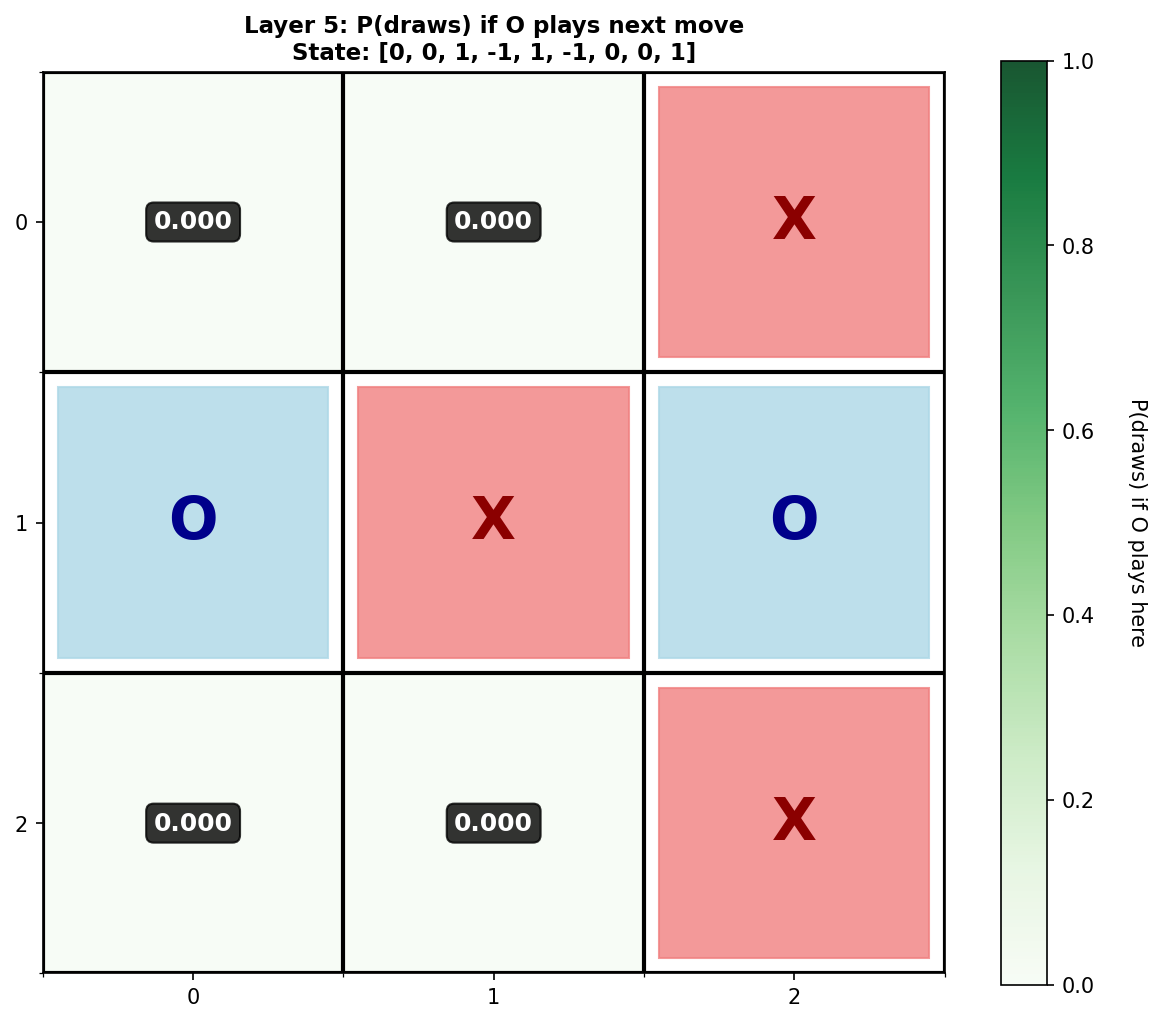 Layer 5: P(draws) if O plays next move
State: [0, 0, 1, -1, 1, -1, 0, 0, 1]
0
0.000
0.000
X
1
O
X
O
2
0.000
0.000
X
0
1
2
1.0
0.8
0.6
0.4
0.2
0.0
P(draws) if O plays here